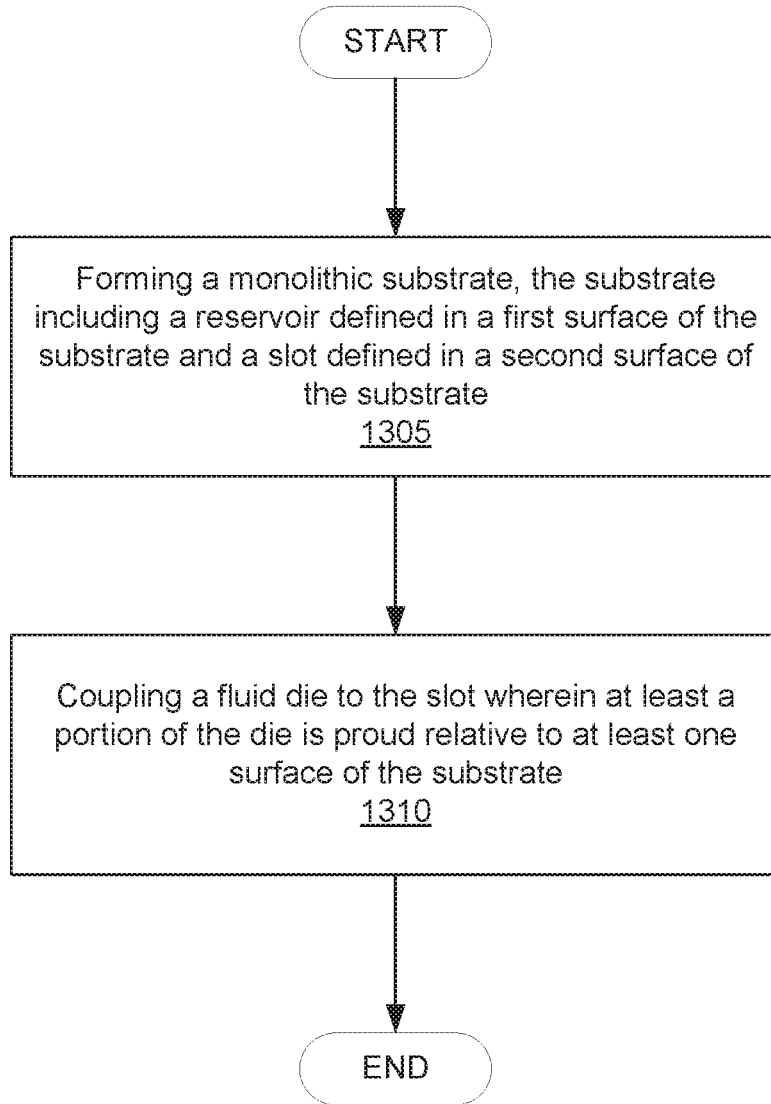 START
Forming a monolithic substrate, the substrate
including a reservoir defined in a first surface of the
substrate and a slot defined in a second surface of
the substrate
1305
Coupling a fluid die to the slot wherein at least a
portion of the die is proud relative to at least one
surface of the substrate
1310
END